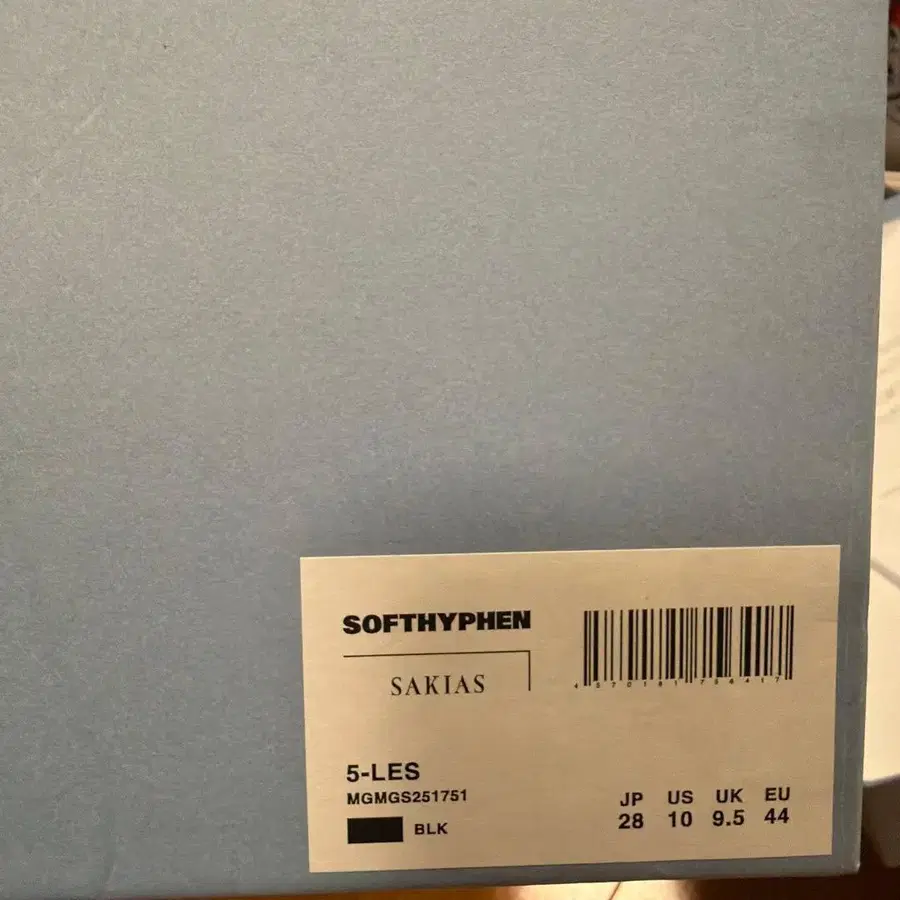 SOFTHYPHEN
SAKIAS
5-LES
MGMGS251751
BLK
JP US UK EU
28 10 9.5 44